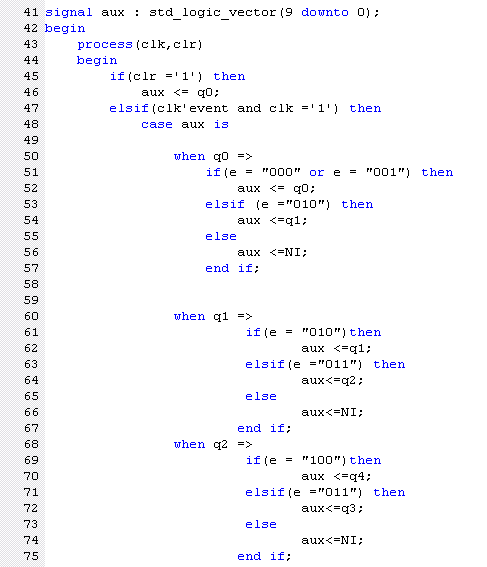 41 signal aux : std_logic_vector(9 downto 0);
42 begin
43     process(clk,clr)
44     begin
45         if(clr ='1') then
46             aux <= q0;
47         elsif(clk'event and clk ='1') then
48             case aux is
49
50                 when q0 =>
51                     if(e = "000" or e = "001") then
52                         aux <= q0;
53                     elsif (e ="010") then
54                         aux <=q1;
55                     else
56                         aux <=NI;
57                     end if;
58
59
60                 when q1 =>
61                          if(e = "010")then
62                                 aux <=q1;
63                          elsif(e ="011") then
64                                 aux<=q2;
65                          else
66                                 aux<=NI;
67                         end if;
68                 when q2 =>
69                          if(e = "100")then
70                                 aux <=q4;
71                          elsif(e ="011") then
72                                 aux<=q3;
73                          else
74                                 aux<=NI;
75                         end if;